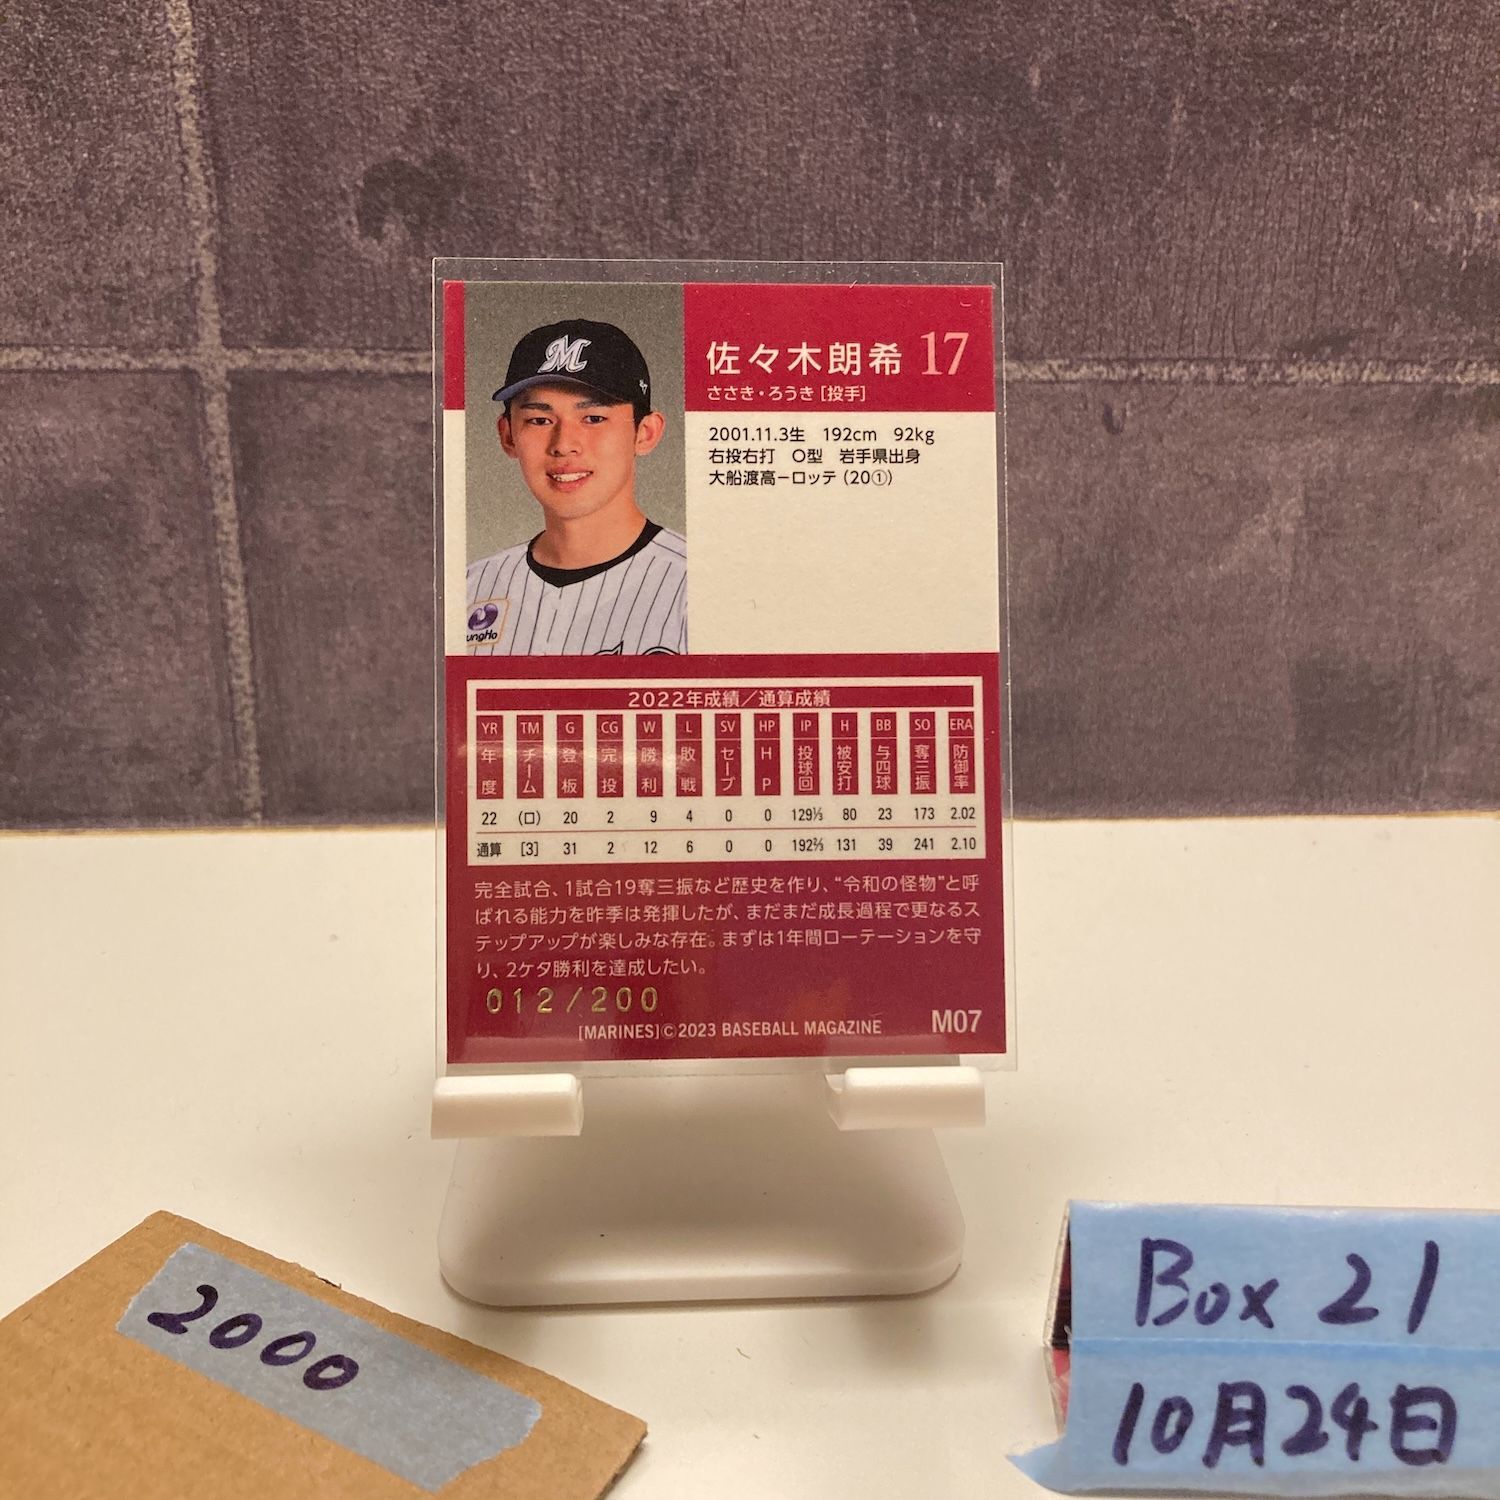 M
佐々木朗希 17
ささき・ろうき [投手]
2001.11.3生 192cm 92kg
右投右打 O型 岩手県出身
大船渡高－ロッテ (20①)
ungHo
2022年成績／通算成績
YR TM G CG W L SV HP IP H BB SO ERA
年度 チーム 登板 完投 勝利 敗戦 セーブ HP 投球回 被安打 与四球 奪三振 防御率
22 (ロ) 20 2 9 4 0 0 129⅓ 80 23 173 2.02
通算 [3] 31 2 12 6 0 0 192⅔ 131 39 241 2.10
完全試合、1試合19奪三振など歴史を作り、“令和の怪物”と呼
ばれる能力を昨季は発揮したが、まだまだ成長過程で更なるス
テップアップが楽しみな存在。まずは1年間ローテーションを守
り、2ケタ勝利を達成したい。
012/200
[MARINES]©2023 BASEBALL MAGAZINE M07
2000
Box 21
10月24日